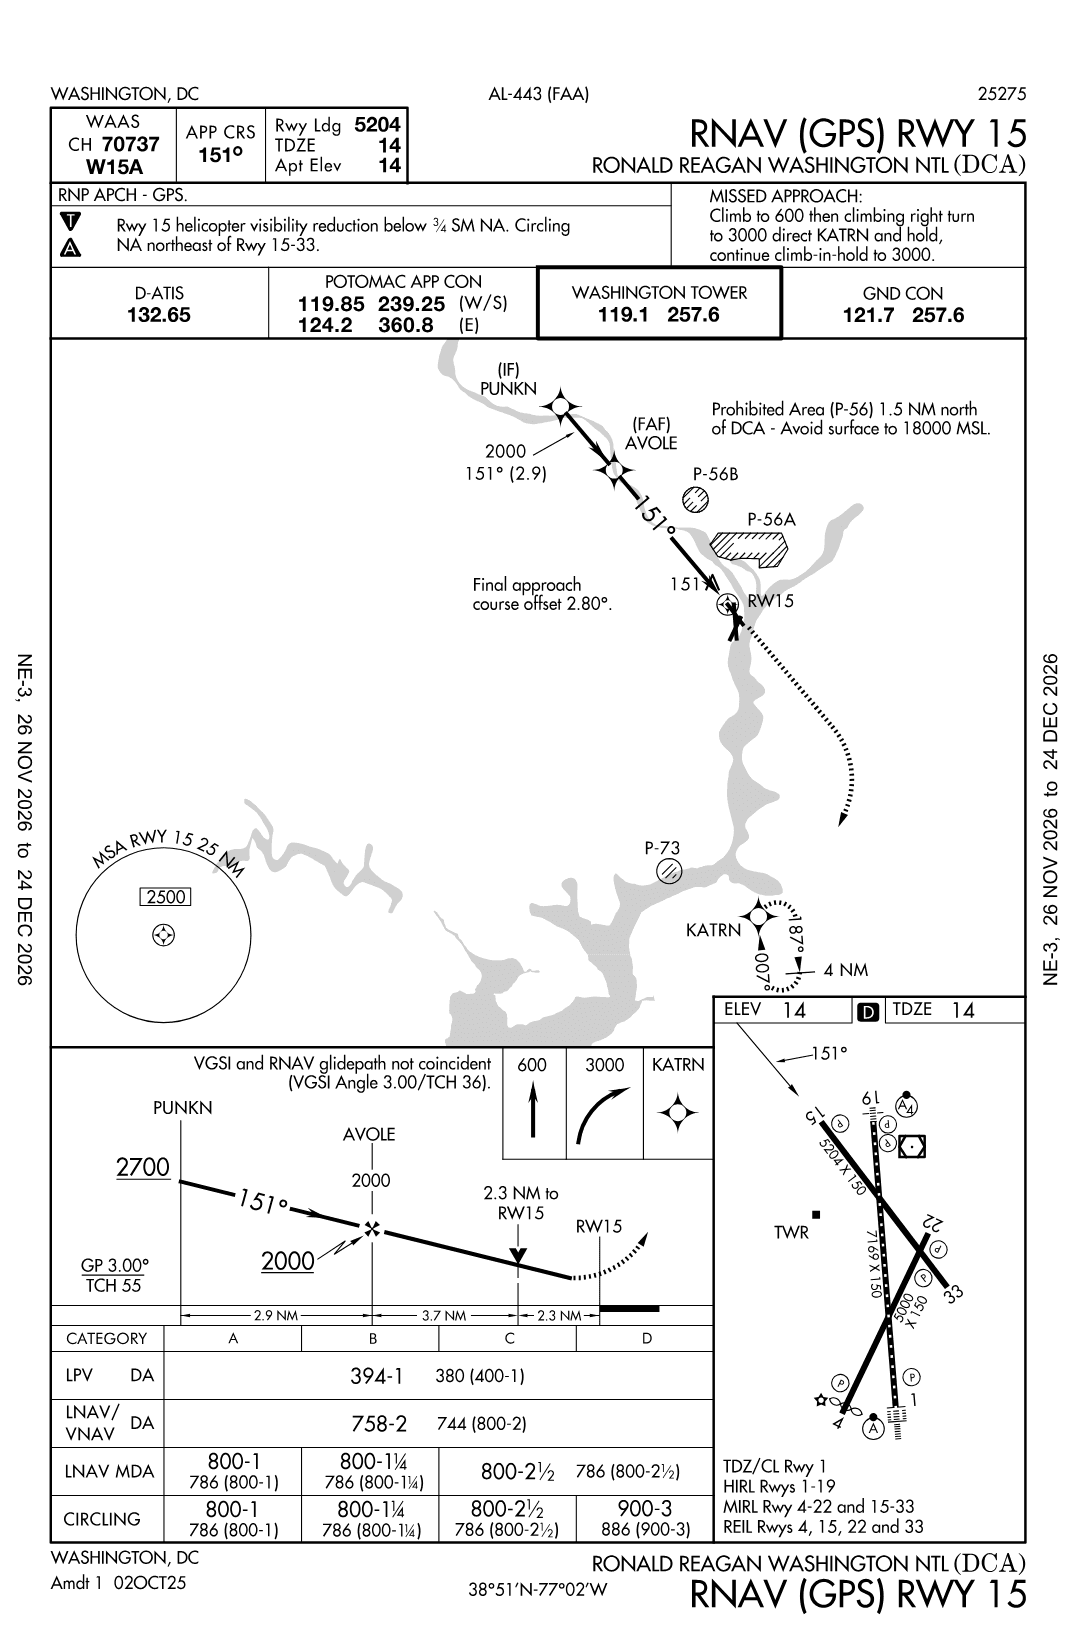 WASHINGTON, DC
AL-443 (FAA)
25275
WAAS
CH 70737
W15A
APP CRS
151°
Rwy Ldg 5204
TDZE 14
Apt Elev 14
RNAV (GPS) RWY 15
RONALD REAGAN WASHINGTON NTL (DCA)
RNP APCH - GPS.
T
A
Rwy 15 helicopter visibility reduction below ¾ SM NA. Circling
NA northeast of Rwy 15-33.
MISSED APPROACH:
Climb to 600 then climbing right turn
to 3000 direct KATRN and hold,
continue climb-in-hold to 3000.
D-ATIS
132.65
POTOMAC APP CON
119.85 239.25 (W/S)
124.2 360.8 (E)
WASHINGTON TOWER
119.1 257.6
GND CON
121.7 257.6
(IF)
PUNKN
(FAF)
AVOLE
2000
151° (2.9)
Prohibited Area (P-56) 1.5 NM north
of DCA - Avoid surface to 18000 MSL.
P-56B
151°
P-56A
Final approach
course offset 2.80°.
151
RW15
P-73
MSA RWY 15 25 NM
2500
KATRN
187°
007°
4 NM
NE-3, 26 NOV 2026 to 24 DEC 2026
NE-3, 26 NOV 2026 to 24 DEC 2026
ELEV 14
D
TDZE 14
151°
15
5204 X 150
19
A4
P
P
P
TWR
7169 X 150
22
P
P
33
5000
X 150
P
P
4
A
1
TDZ/CL Rwy 1
HIRL Rwys 1-19
MIRL Rwy 4-22 and 15-33
REIL Rwys 4, 15, 22 and 33
VGSI and RNAV glidepath not coincident
(VGSI Angle 3.00/TCH 36).
600
3000
KATRN
PUNKN
AVOLE
2700
151°
2000
2000
2.3 NM to
RW15
RW15
GP 3.00°
TCH 55
2.9 NM
3.7 NM
2.3 NM
CATEGORY A B C D
LPV DA 394-1 380 (400-1)
LNAV/
VNAV DA 758-2 744 (800-2)
LNAV MDA 800-1 800-1¼ 800-2½ 786 (800-2½)
786 (800-1) 786 (800-1¼)
CIRCLING 800-1 800-1¼ 800-2½ 900-3
786 (800-1) 786 (800-1¼) 786 (800-2½) 886 (900-3)
WASHINGTON, DC
Amdt 1 02OCT25
38°51'N-77°02'W
RONALD REAGAN WASHINGTON NTL (DCA)
RNAV (GPS) RWY 15